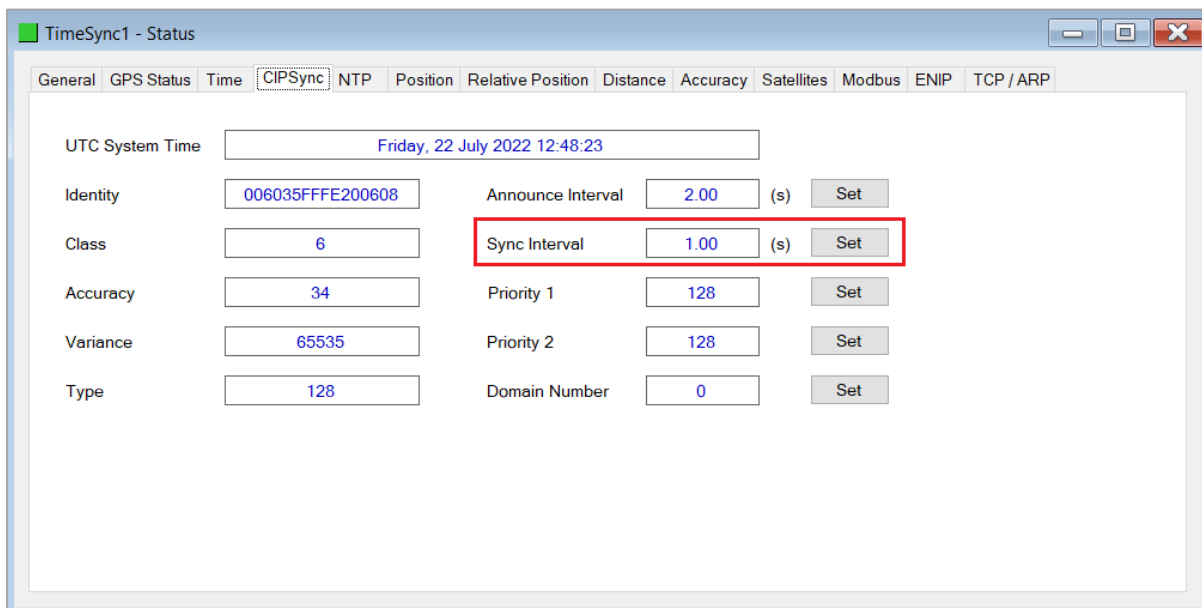 TimeSync1 - Status
General GPS Status Time CIPSync NTP Position Relative Position Distance Accuracy Satellites Modbus ENIP TCP / ARP
UTC System Time Friday, 22 July 2022 12:48:23
Identity 006035FFFE200608 Announce Interval 2.00 (s) Set
Class 6 Sync Interval 1.00 (s) Set
Accuracy 34 Priority 1 128 Set
Variance 65535 Priority 2 128 Set
Type 128 Domain Number 0 Set